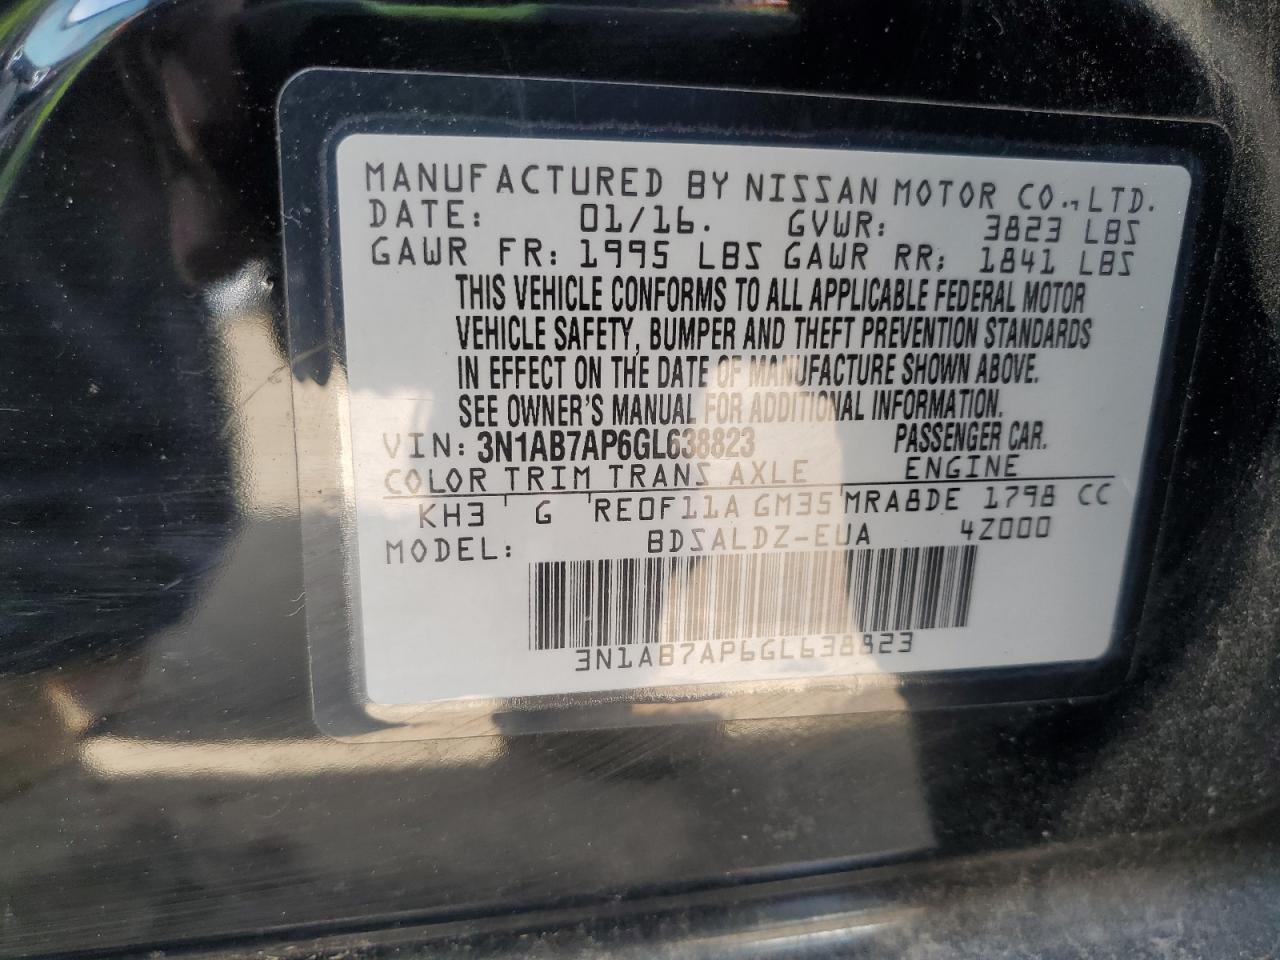 MANUFACTURED BY NISSAN MOTOR CO., LTD.
DATE: 01/16. GVWR: 3823 LBS
GAWR FR: 1995 LBS GAWR RR: 1841 LBS
THIS VEHICLE CONFORMS TO ALL APPLICABLE FEDERAL MOTOR
VEHICLE SAFETY, BUMPER AND THEFT PREVENTION STANDARDS
IN EFFECT ON THE DATE OF MANUFACTURE SHOWN ABOVE.
SEE OWNER'S MANUAL FOR ADDITIONAL INFORMATION.
VIN: 3N1AB7AP6GL638823 PASSENGER CAR.
COLOR TRIM TRANS AXLE ENGINE
KH3 G RE0F11A GM35 MRA8DE 1798 CC
MODEL: BDSALDZ-EUA 4Z000
3N1AB7AP6GL638823